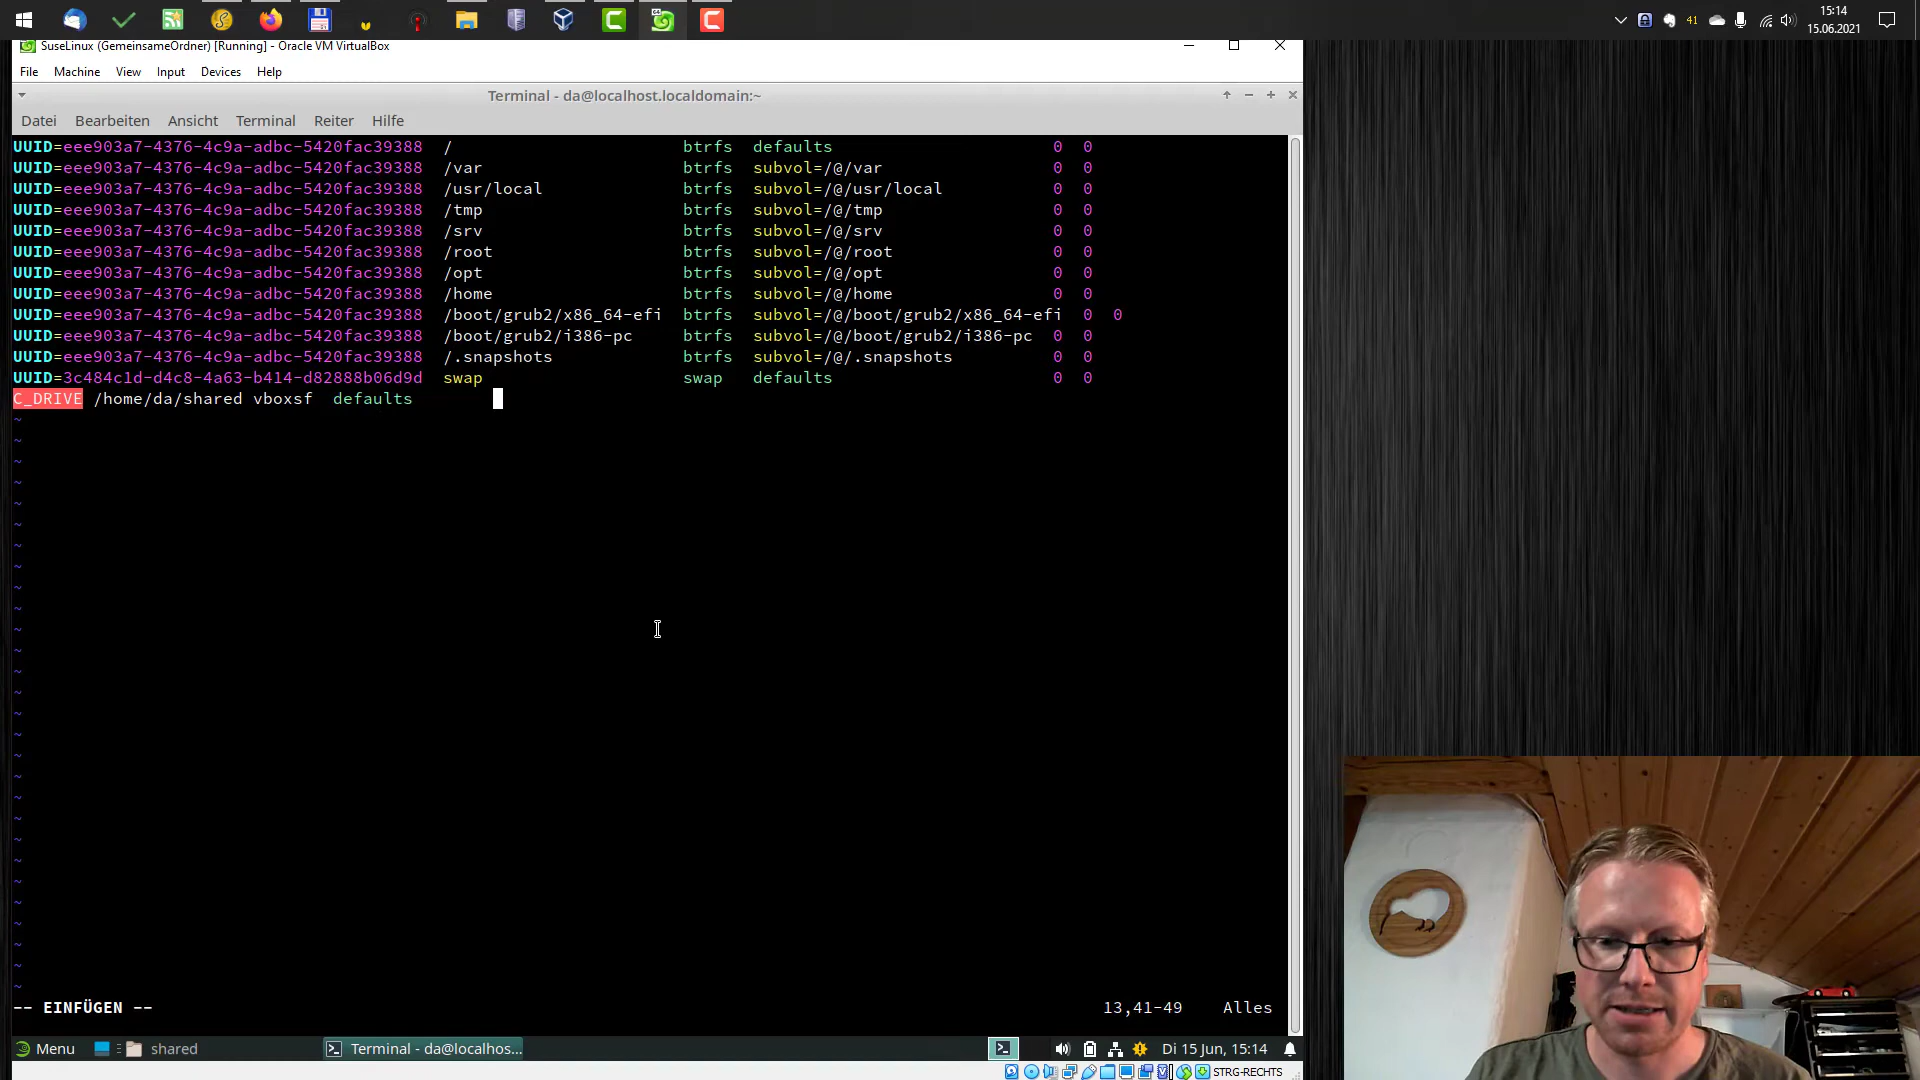 15:14
41
15.06.2021
SuseLinux (GemeinsameOrdner) [Running] - Oracle VM VirtualBox
File Machine View Input Devices Help
Terminal - da@localhost.localdomain:~
Datei Bearbeiten Ansicht Terminal Reiter Hilfe
UUID=eee903a7-4376-4c9a-adbc-5420fac39388 / btrfs defaults 0 0
UUID=eee903a7-4376-4c9a-adbc-5420fac39388 /var btrfs subvol=/@/var 0 0
UUID=eee903a7-4376-4c9a-adbc-5420fac39388 /usr/local btrfs subvol=/@/usr/local 0 0
UUID=eee903a7-4376-4c9a-adbc-5420fac39388 /tmp btrfs subvol=/@/tmp 0 0
UUID=eee903a7-4376-4c9a-adbc-5420fac39388 /srv btrfs subvol=/@/srv 0 0
UUID=eee903a7-4376-4c9a-adbc-5420fac39388 /root btrfs subvol=/@/root 0 0
UUID=eee903a7-4376-4c9a-adbc-5420fac39388 /opt btrfs subvol=/@/opt 0 0
UUID=eee903a7-4376-4c9a-adbc-5420fac39388 /home btrfs subvol=/@/home 0 0
UUID=eee903a7-4376-4c9a-adbc-5420fac39388 /boot/grub2/x86_64-efi btrfs subvol=/@/boot/grub2/x86_64-efi 0 0
UUID=eee903a7-4376-4c9a-adbc-5420fac39388 /boot/grub2/i386-pc btrfs subvol=/@/boot/grub2/i386-pc 0 0
UUID=eee903a7-4376-4c9a-adbc-5420fac39388 /.snapshots btrfs subvol=/@/.snapshots 0 0
UUID=3c484c1d-d4c8-4a63-b414-d82888b06d9d swap swap defaults 0 0
C_DRIVE /home/da/shared vboxsf defaults
-- EINFÜGEN -- 13,41-49 Alles
Menu shared Terminal - da@localhos... Di 15 Jun, 15:14
STRG-RECHTS